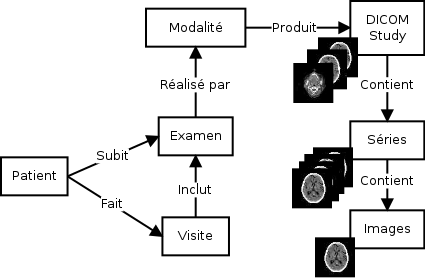 Modalité
Produit
DICOM
Study
Réalisé par
Contient
Examen
Séries
Subit
Patient
Inclut
Contient
Fait
Visite
Images